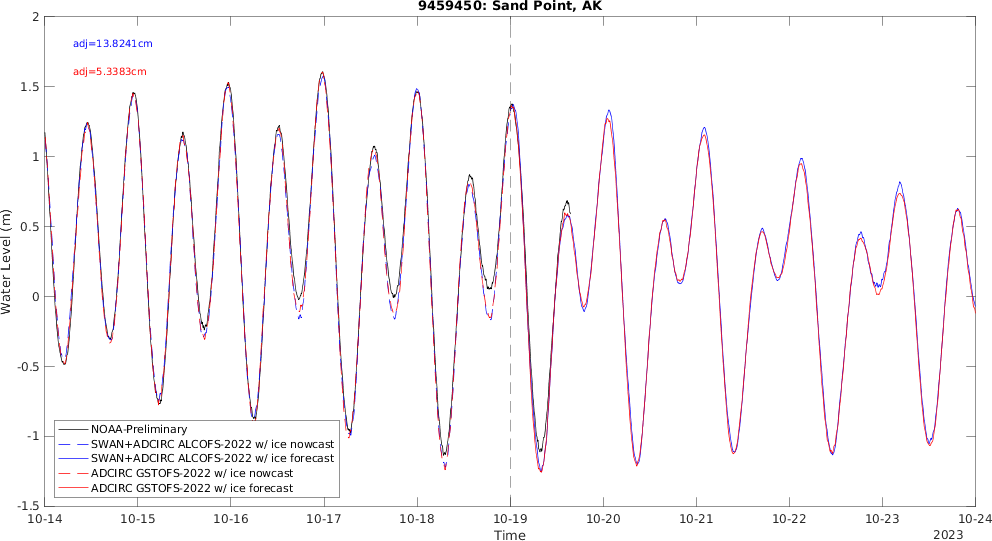 9459450: Sand Point, AK
adj=13.8241cm
adj=5.3383cm
Water Level (m)
2
1.5
1
0.5
0
-0.5
-1
-1.5
NOAA-Preliminary
SWAN+ADCIRC ALCOFS-2022 w/ ice nowcast
SWAN+ADCIRC ALCOFS-2022 w/ ice forecast
ADCIRC GSTOFS-2022 w/ ice nowcast
ADCIRC GSTOFS-2022 w/ ice forecast
10-14 10-15 10-16 10-17 10-18 10-19 10-20 10-21 10-22 10-23 10-24
Time
2023